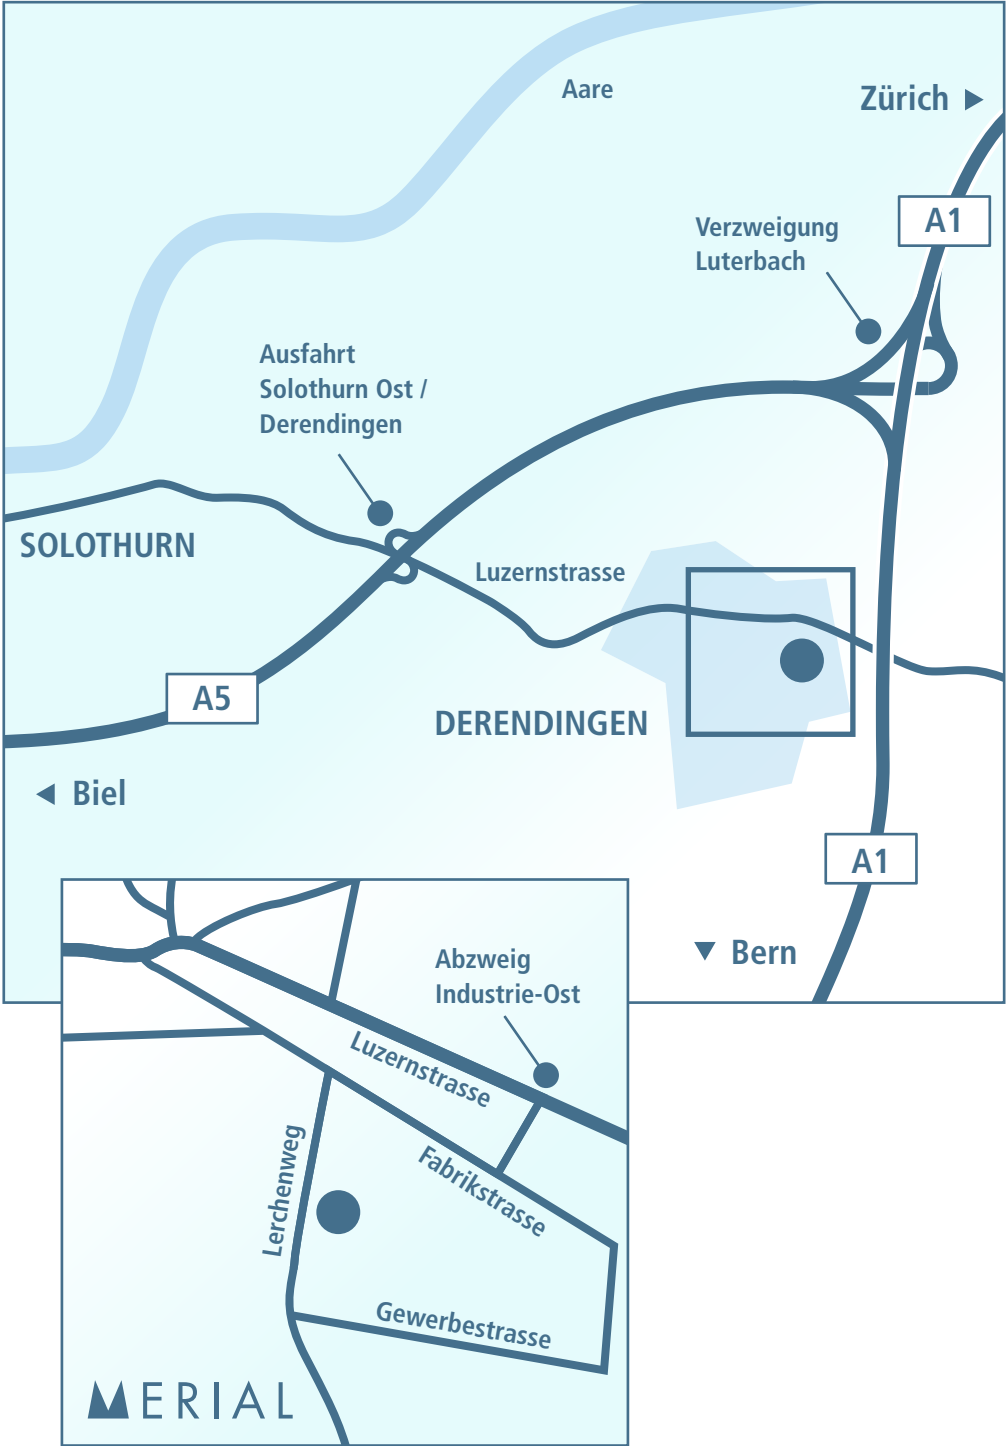 Aare
Zürich
A1
Verzweigung
Luterbach
Ausfahrt
Solothurn Ost /
Derendingen
SOLOTHURN
Luzernstrasse
A5
DERENDINGEN
Biel
A1
Bern
Abzweig
Industrie-Ost
Luzernstrasse
Lerchenweg
Fabrikstrasse
Gewerbestrasse
MERIAL